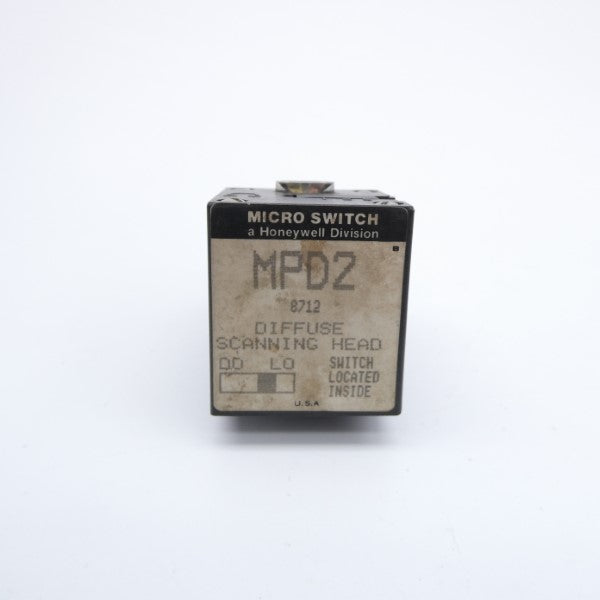 MICRO SWITCH
a Honeywell Division
B
MPD2
8712
DIFFUSE
SCANNING HEAD
DO LO
SWITCH
LOCATED
INSIDE
U.S.A